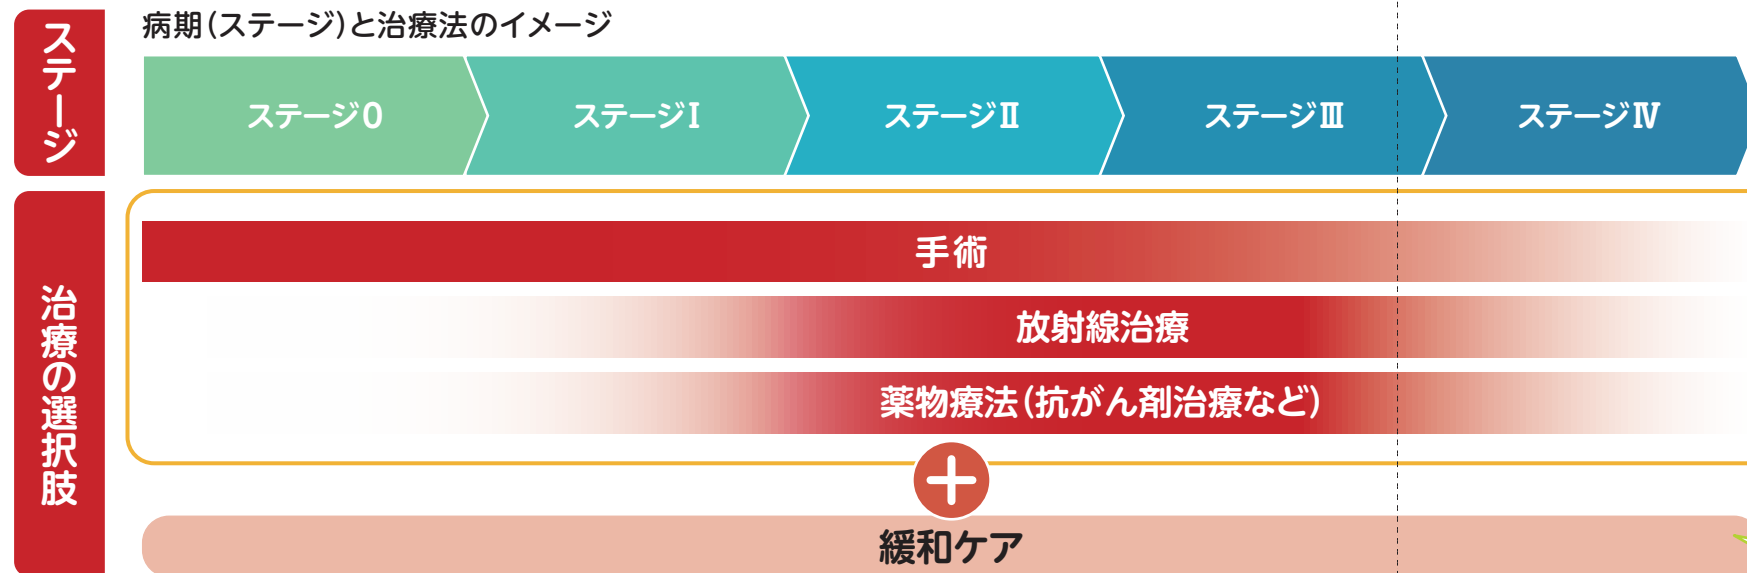 ステージ
病期(ステージ)と治療法のイメージ
ステージ0
ステージⅠ
ステージⅡ
ステージⅢ
ステージⅣ
治療の選択肢
手術
放射線治療
薬物療法(抗がん剤治療など)
緩和ケア